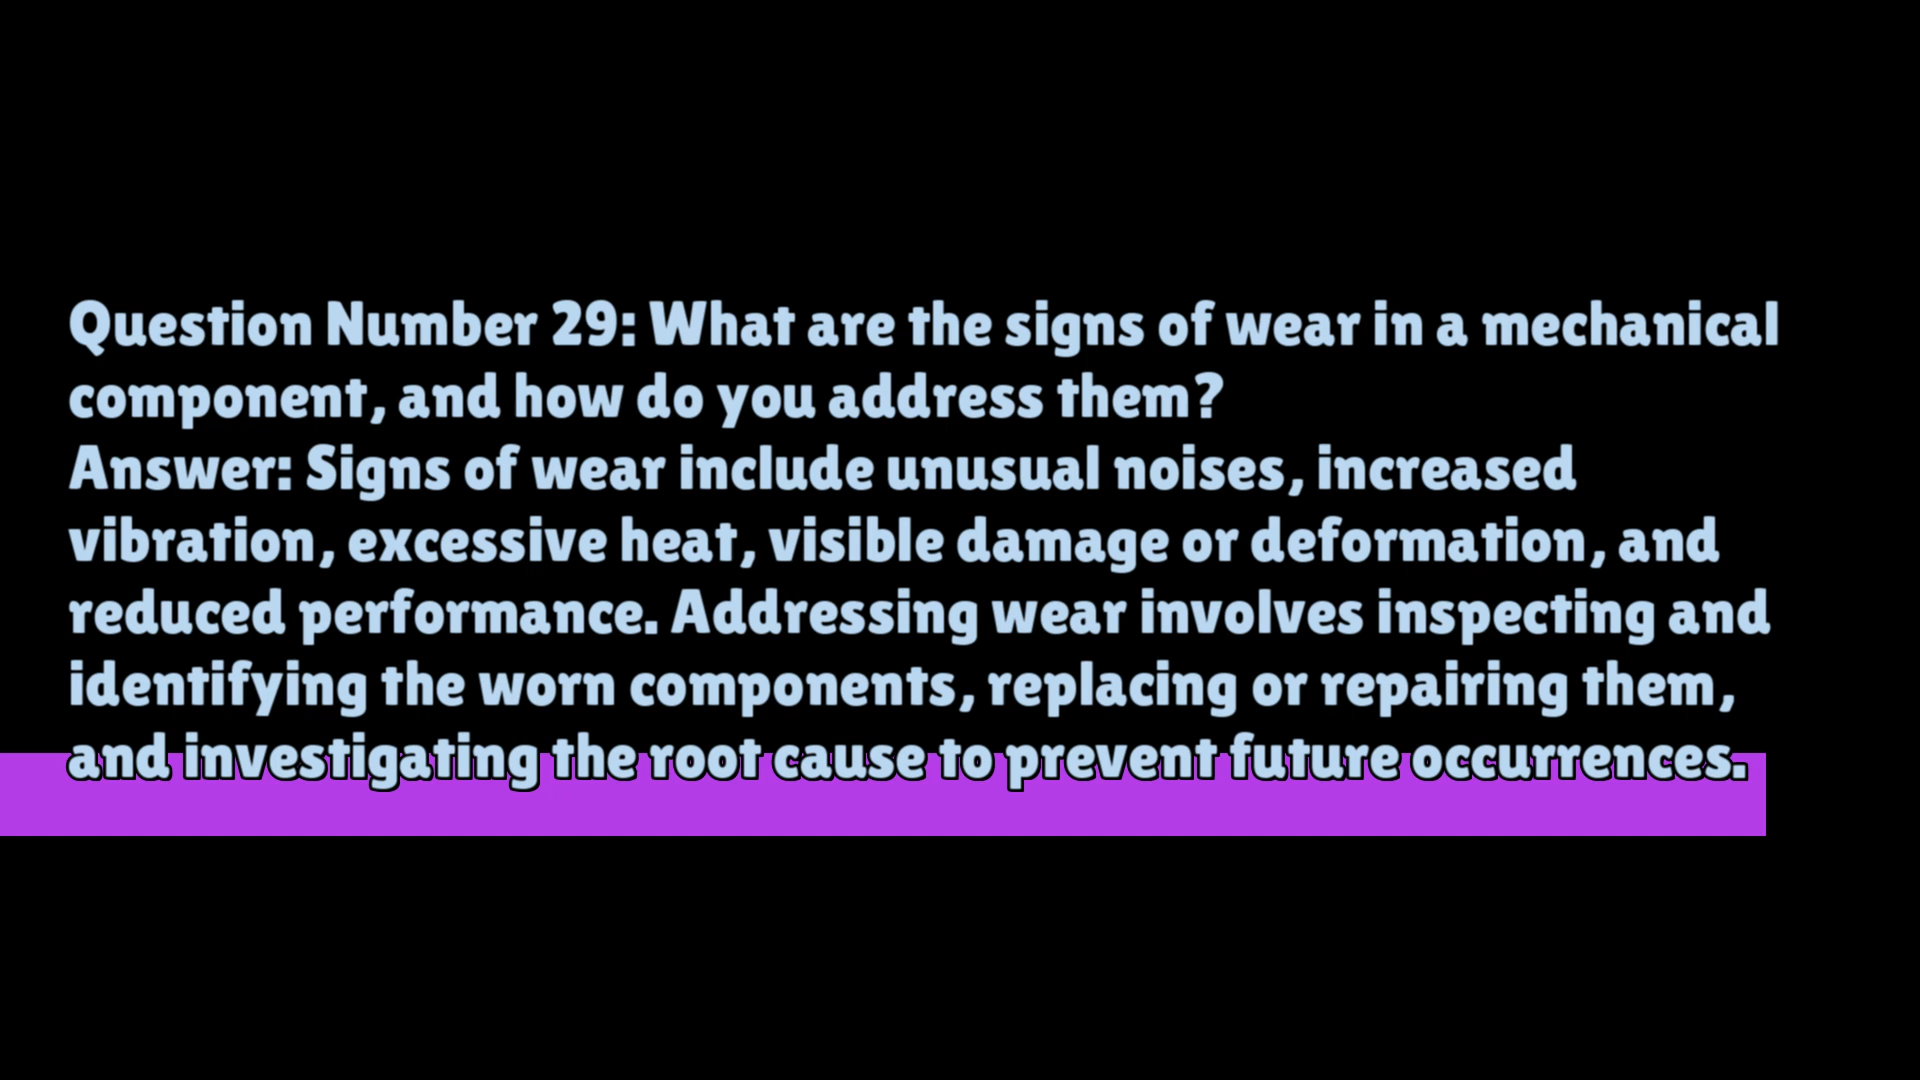 Question Number 29: What are the signs of wear in a mechanical
component, and how do you address them?
Answer: Signs of wear include unusual noises, increased
vibration, excessive heat, visible damage or deformation, and
reduced performance. Addressing wear involves inspecting and
identifying the worn components, replacing or repairing them,
and investigating the root cause to prevent future occurrences.